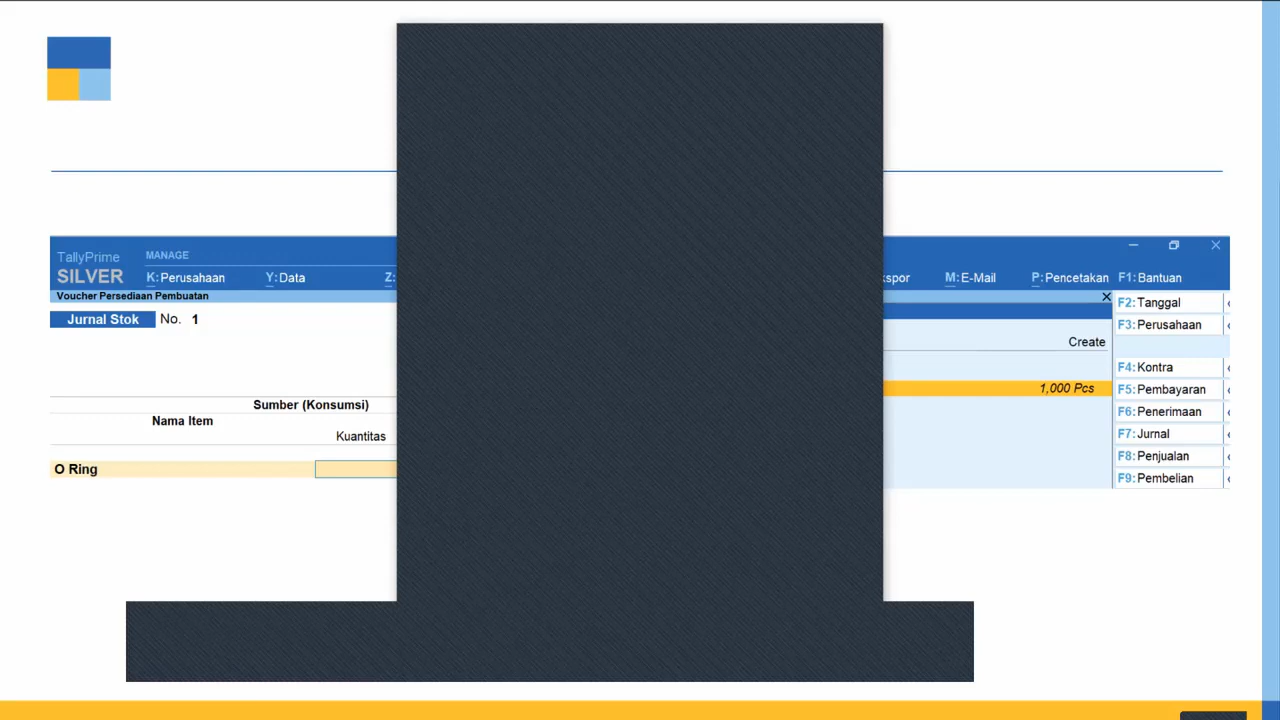 TallyPrime MANAGE
SILVER K:Perusahaan Y:Data Z: M:E-Mail P:Pencetakan F1:Bantuan
Voucher Persediaan Pembuatan × F2:Tanggal
Jurnal Stok No. 1 F3:Perusahaan
Create
F4:Kontra
1,000 Pcs F5:Pembayaran
Sumber (Konsumsi) F6:Penerimaan
Nama Item
Kuantitas F7:Jurnal
F8:Penjualan
O Ring F9:Pembelian